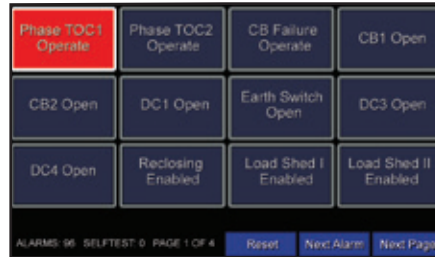 Phase TOC1
Operate
Phase TOC2
Operate
CB Failure
Operate
CB1 Open
CB2 Open
DC1 Open
Earth Switch
Open
DC3 Open
DC4 Open
Reclosing
Enabled
Load Shed I
Enabled
Load Shed II
Enabled
ALARMS: 96 SELFTEST: 0 PAGE 1 OF 4
Reset
Next Alarm
Next Page